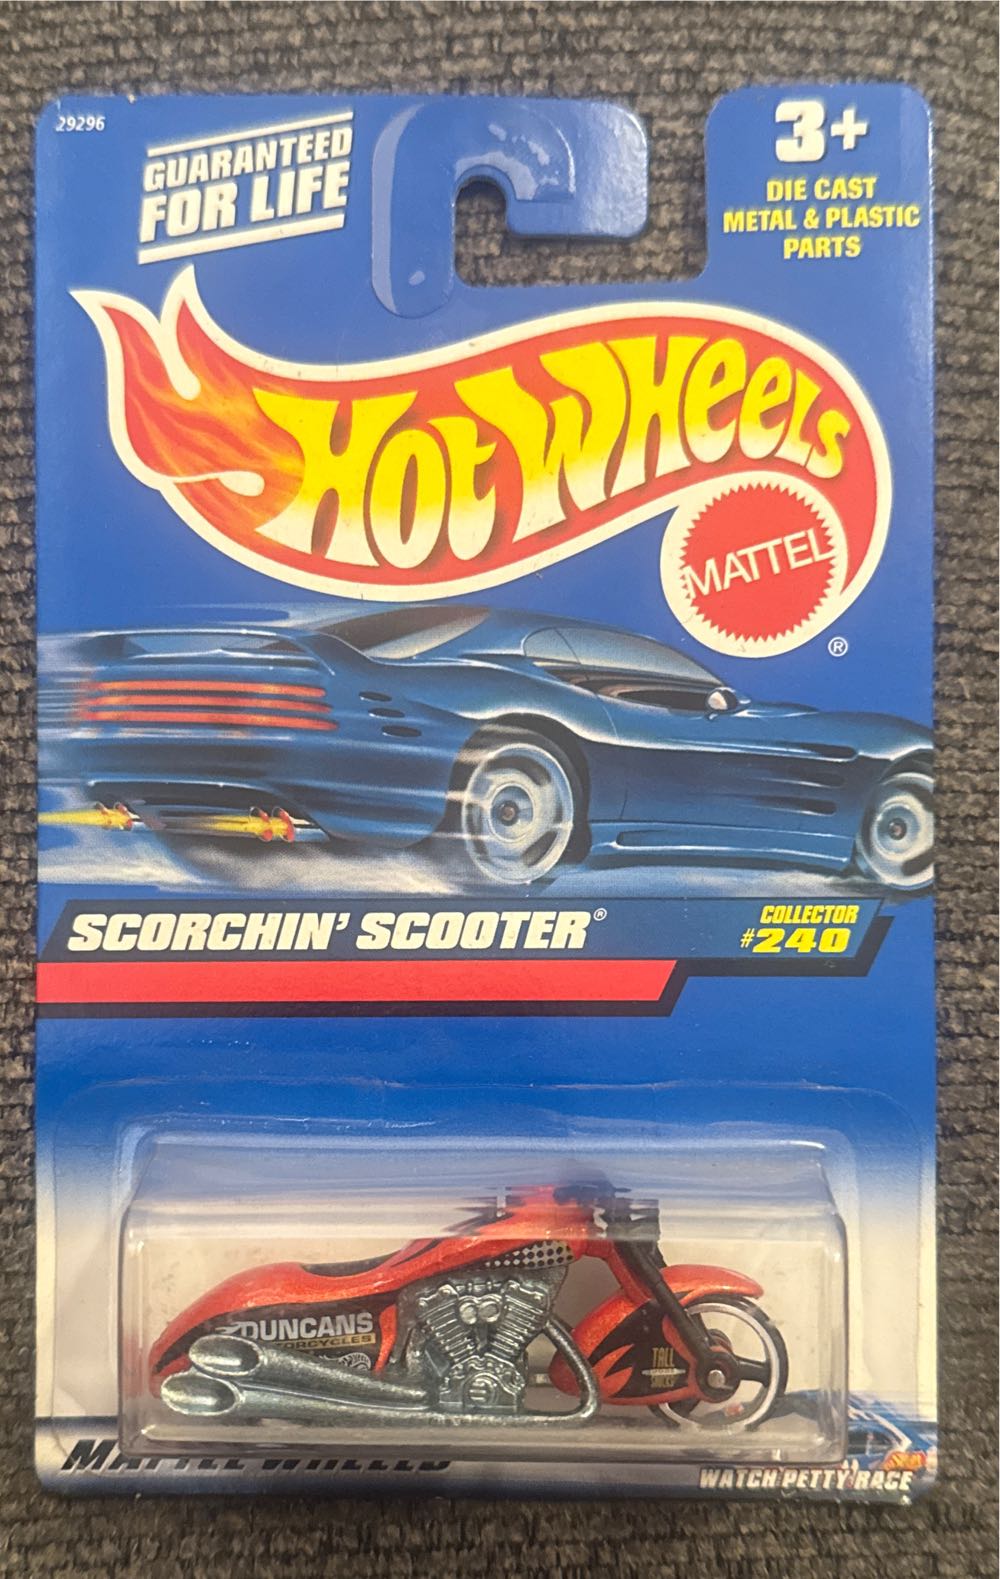 29296
GUARANTEED
FOR LIFE
3+
DIE CAST
METAL & PLASTIC
PARTS
HOT WHEELS
MATTEL
®
SCORCHIN' SCOOTER®
COLLECTOR
#240
DUNCANS
TALL
WATCH PETTY RACE